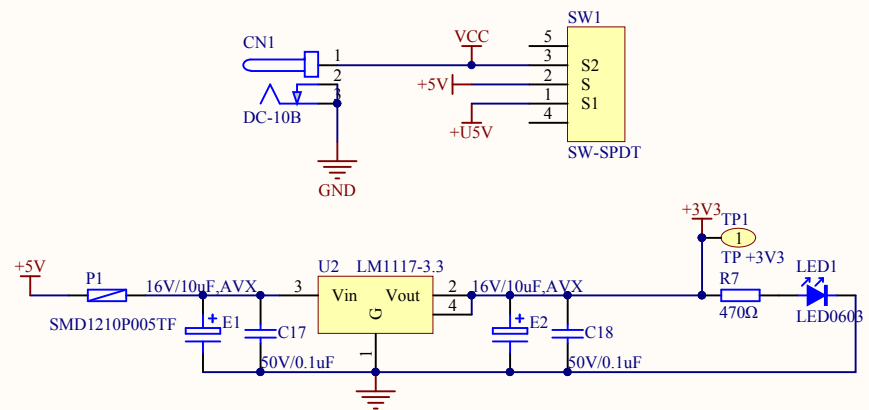 SW1
CN1
VCC
5
1
3
S2
2
+5V
2
S
3
1
S1
DC-10B
+U5V
4
SW-SPDT
GND
+3V3
TP1
1
TP +3V3
+5V
P1
U2
LM1117-3.3
R7
LED1
16V/10uF,AVX
3
Vin
Vout
2
16V/10uF,AVX
4
SMD1210P005TF
470Ω
LED0603
+
E1
C17
G
1
+
E2
C18
50V/0.1uF
50V/0.1uF